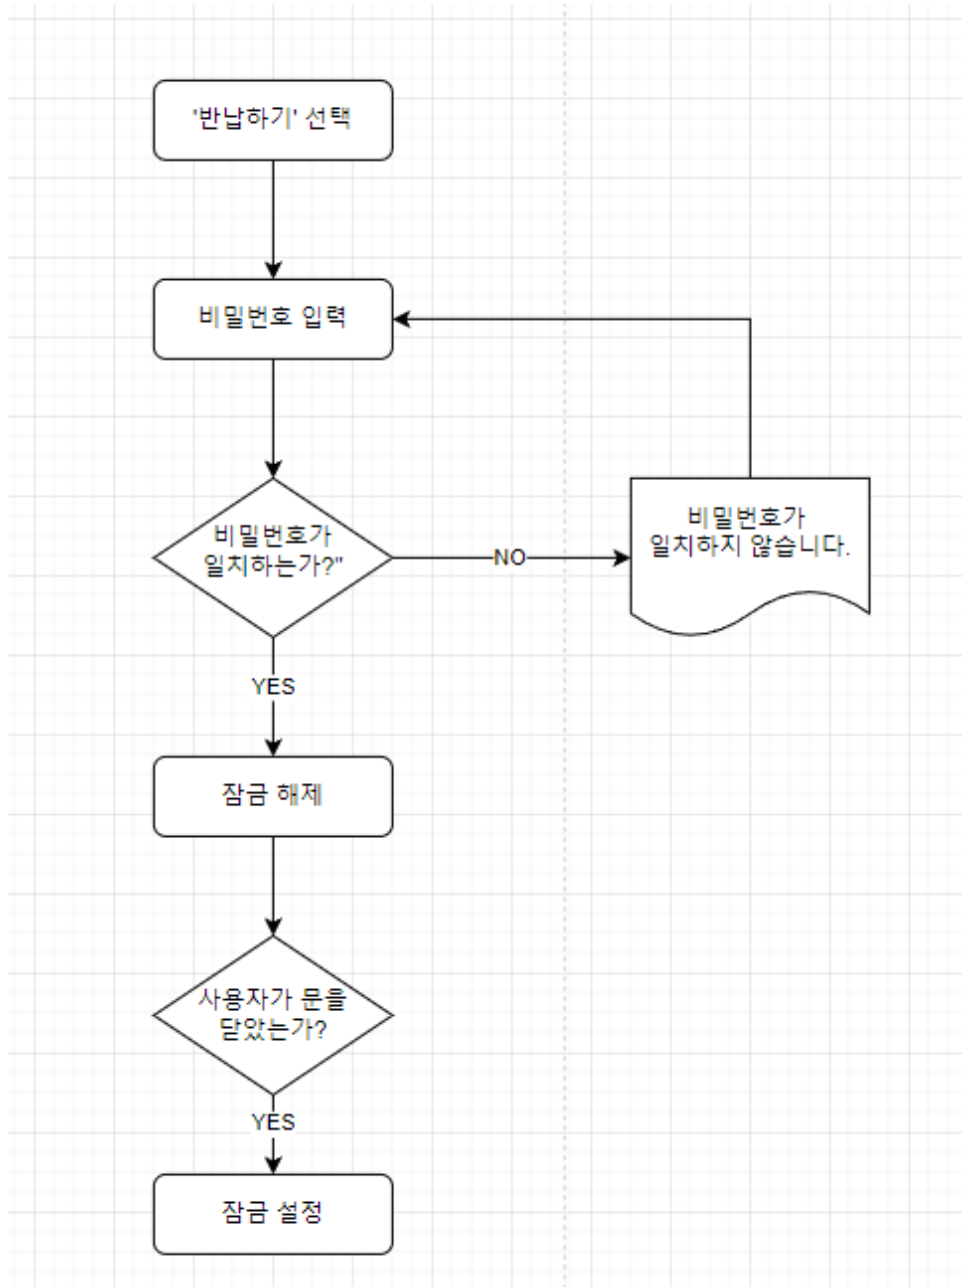 '반납하기' 선택
비밀번호 입력
비밀번호가
일치하는가?"
NO
비밀번호가
일치하지 않습니다.
YES
잠금 해제
사용자가 문을
닫았는가?
YES
잠금 설정